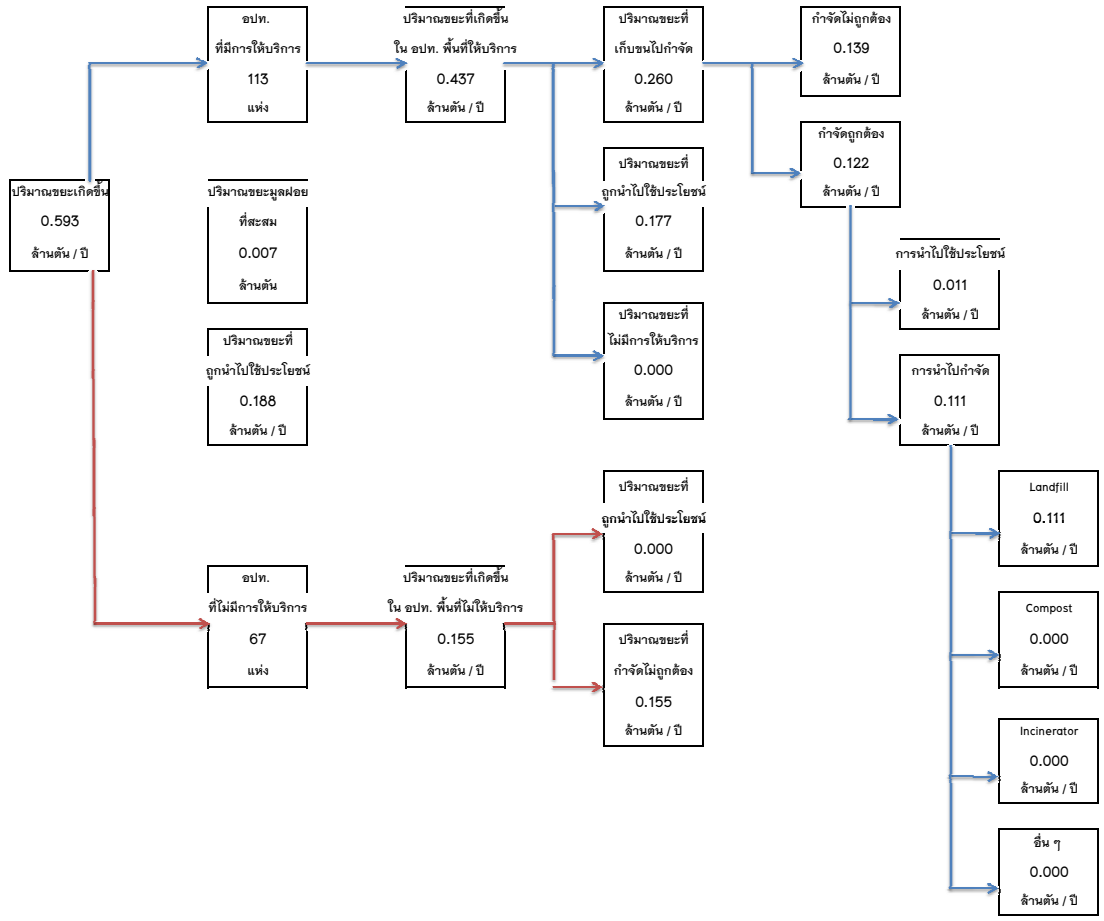 ปริมาณขยะเกิดขึ้น
0.593
ล้านตัน / ปี
อปท.
ที่มีการให้บริการ
113
แห่ง
ปริมาณขยะที่เกิดขึ้น
ใน อปท. พื้นที่ให้บริการ
0.437
ล้านตัน / ปี
ปริมาณขยะที่
เก็บขนไปกำจัด
0.260
ล้านตัน / ปี
กำจัดไม่ถูกต้อง
0.139
ล้านตัน / ปี
กำจัดถูกต้อง
0.122
ล้านตัน / ปี
ปริมาณขยะที่
ถูกนำไปใช้ประโยชน์
0.177
ล้านตัน / ปี
ปริมาณขยะมูลฝอย
ที่สะสม
0.007
ล้านตัน
การนำไปใช้ประโยชน์
0.011
ล้านตัน / ปี
ปริมาณขยะที่
ไม่มีการให้บริการ
0.000
ล้านตัน / ปี
ปริมาณขยะที่
ถูกนำไปใช้ประโยชน์
0.188
ล้านตัน / ปี
การนำไปกำจัด
0.111
ล้านตัน / ปี
Landfill
0.111
ล้านตัน / ปี
Compost
0.000
ล้านตัน / ปี
Incinerator
0.000
ล้านตัน / ปี
อื่น ๆ
0.000
ล้านตัน / ปี
อปท.
ที่ไม่มีการให้บริการ
67
แห่ง
ปริมาณขยะที่เกิดขึ้น
ใน อปท. พื้นที่ไม่ให้บริการ
0.155
ล้านตัน / ปี
ปริมาณขยะที่
ถูกนำไปใช้ประโยชน์
0.000
ล้านตัน / ปี
ปริมาณขยะที่
กำจัดไม่ถูกต้อง
0.155
ล้านตัน / ปี